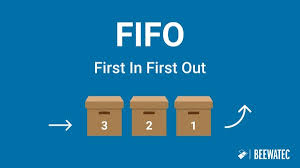 FIFO
First In First Out
3 2 1
BEEWATEC